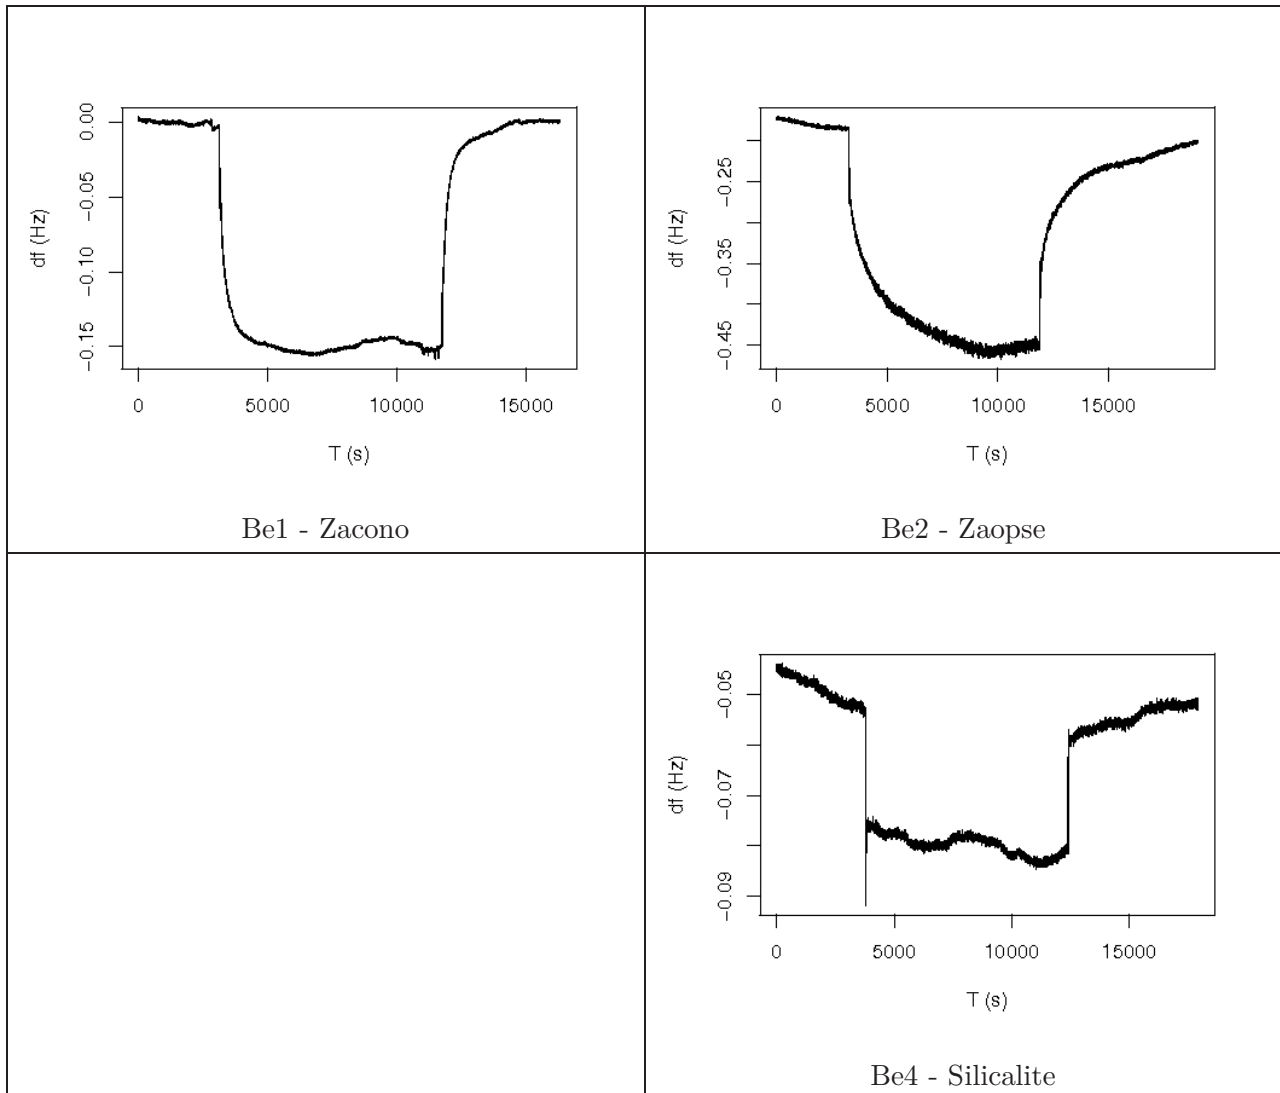 df (Hz)
0.00
−0.05
−0.10
−0.15
0 5000 10000 15000
T (s)
Be1 - Zacono
df (Hz)
−0.25
−0.35
−0.45
0 5000 10000 15000
T (s)
Be2 - Zaopse
df (Hz)
−0.05
−0.07
−0.09
0 5000 10000 15000
T (s)
Be4 - Silicalite